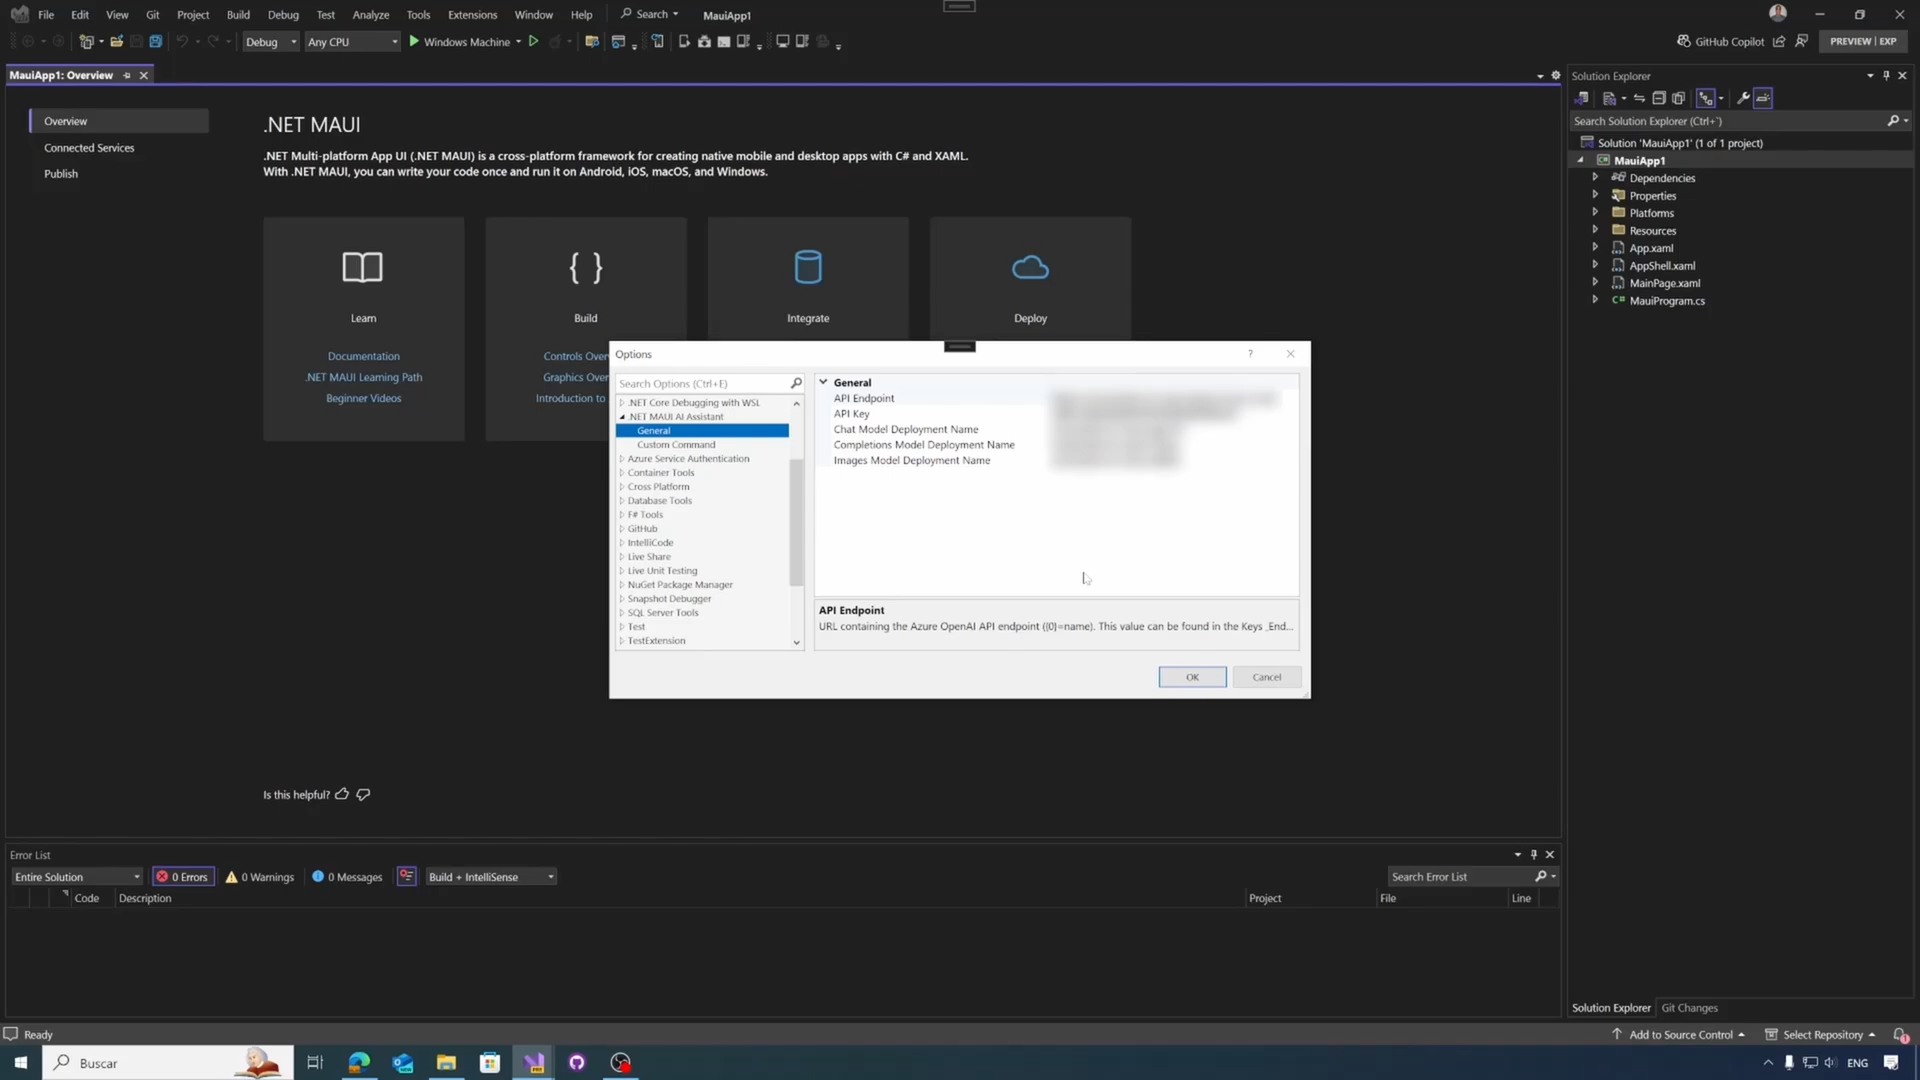 File Edit View Git Project Build Debug Test Analyze Tools Extensions Window Help Search MauiApp1
Debug Any CPU Windows Machine GitHub Copilot PREVIEW | EXP
MauiApp1: Overview
Overview
Connected Services
Publish
.NET MAUI
.NET Multi-platform App UI (.NET MAUI) is a cross-platform framework for creating native mobile and desktop apps with C# and XAML.
With .NET MAUI, you can write your code once and run it on Android, iOS, macOS, and Windows.
Learn
Documentation
.NET MAUI Learning Path
Beginner Videos
Build
Controls Over
Graphics Over
Introduction to
Integrate
Deploy
Options
?
Search Options (Ctrl+E)
.NET Core Debugging with WSL
.NET MAUI AI Assistant
General
Custom Command
Azure Service Authentication
Container Tools
Cross Platform
Database Tools
F# Tools
GitHub
IntelliCode
Live Share
Live Unit Testing
NuGet Package Manager
Snapshot Debugger
SQL Server Tools
Test
TestExtension
General
API Endpoint
API Key
Chat Model Deployment Name
Completions Model Deployment Name
Images Model Deployment Name
API Endpoint
URL containing the Azure OpenAI API endpoint ({0}=name). This value can be found in the Keys _End...
OK Cancel
Is this helpful?
Solution Explorer
Search Solution Explorer (Ctrl+`)
Solution 'MauiApp1' (1 of 1 project)
MauiApp1
Dependencies
Properties
Platforms
Resources
App.xaml
AppShell.xaml
MainPage.xaml
C# MauiProgram.cs
Solution Explorer Git Changes
Error List
Entire Solution 0 Errors 0 Warnings 0 Messages Build + IntelliSense Search Error List
Code Description Project File Line
Ready Add to Source Control Select Repository 1
Buscar ENG